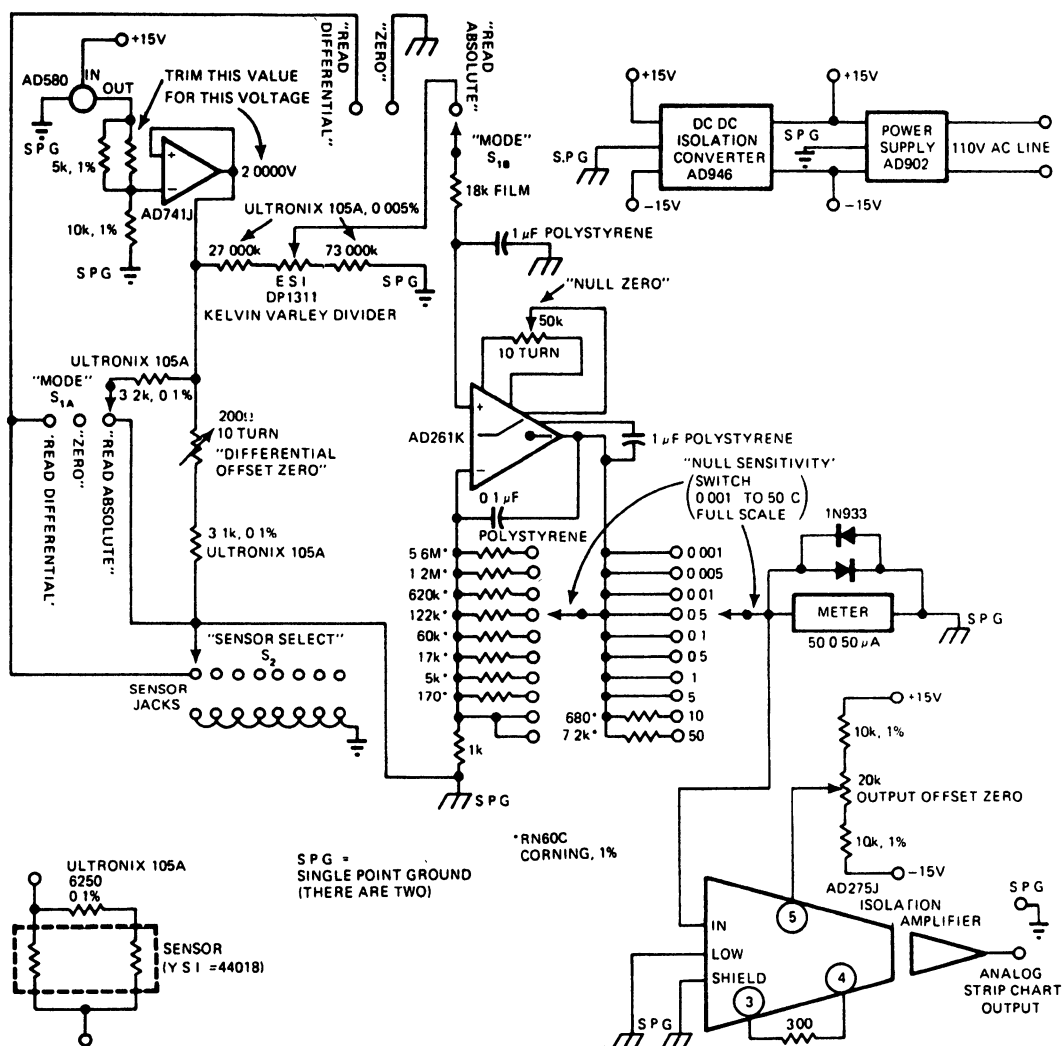 +15V
AD580
IN
OUT
TRIM THIS VALUE
FOR THIS VOLTAGE
SPG
5k, 1%
+
−
2 0000V
AD741J
10k, 1%
SPG
"READ
DIFFERENTIAL"
"ZERO"
"READ
ABSOLUTE"
"MODE"
S1B
18k FILM
ULTRONIX 105A, 0 005%
27 000k
73 000k
E S I
DP1311
KELVIN VARLEY DIVIDER
SPG
1 μF POLYSTYRENE
"NULL ZERO"
50k
10 TURN
+15V
+15V
DC DC
ISOLATION
CONVERTER
AD946
S.P.G
SPG
POWER
SUPPLY
AD902
110V AC LINE
−15V
−15V
ULTRONIX 105A
3 2k, 0 1%
"MODE"
S1A
'READ DIFFERENTIAL'
"ZERO"
"READ ABSOLUTE"
200Ω
10 TURN
"DIFFERENTIAL
OFFSET ZERO"
3 1k, 0 1%
ULTRONIX 105A
"SENSOR SELECT"
S2
SENSOR
JACKS
+
AD261K
−
1 μF POLYSTYRENE
0 1 μF
POLYSTYRENE
"NULL SENSITIVITY'
SWITCH
0 001 TO 50 C
FULL SCALE
1N933
METER
50 0 50 μA
SPG
5 6M*
1 2M*
620k*
122k*
60k*
17k*
5k*
170*
1k
SPG
0 001
0 005
0 01
0 5
0 1
0 5
1
5
680* 10
7 2k* 50
+15V
10k, 1%
20k
OUTPUT OFFSET ZERO
10k, 1%
−15V
*RN60C
CORNING, 1%
SPG =
SINGLE POINT GROUND
(THERE ARE TWO)
ULTRONIX 105A
6250
0 1%
SENSOR
(Y S I =44018)
AD275J
ISOLATION
AMPLIFIER
IN
LOW
SHIELD
5
4
3
300
SPG
SPG
ANALOG
STRIP CHART
OUTPUT